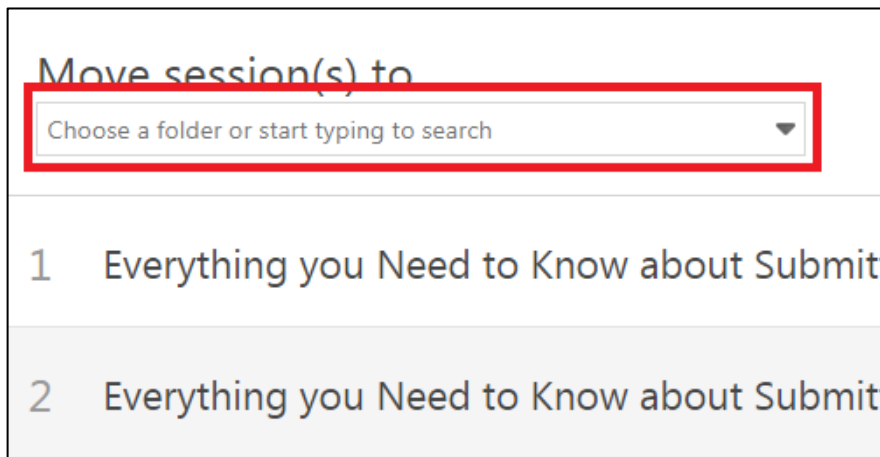 Move session(s) to
Choose a folder or start typing to search
1 Everything you Need to Know about Submit
2 Everything you Need to Know about Submit